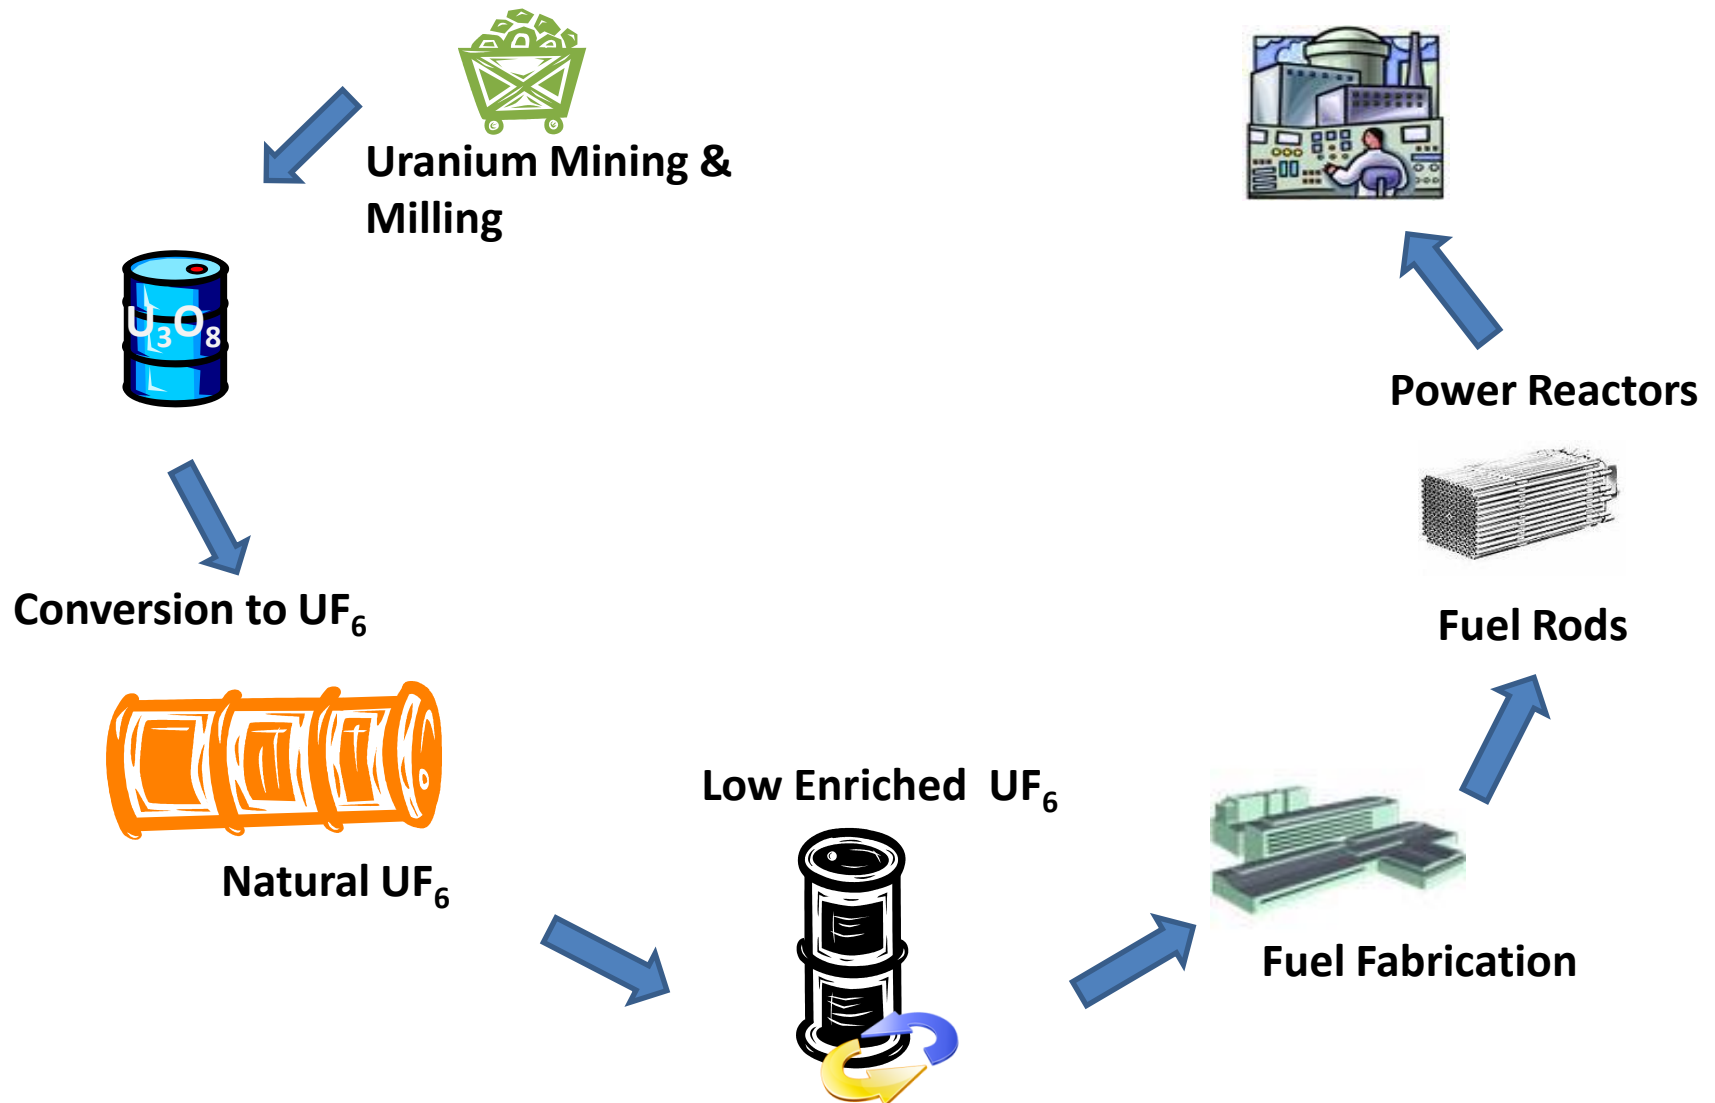 Uranium Mining &
Milling
U₃O₈
Conversion to UF₆
Natural UF₆
Low Enriched  UF₆
Fuel Fabrication
Fuel Rods
Power Reactors